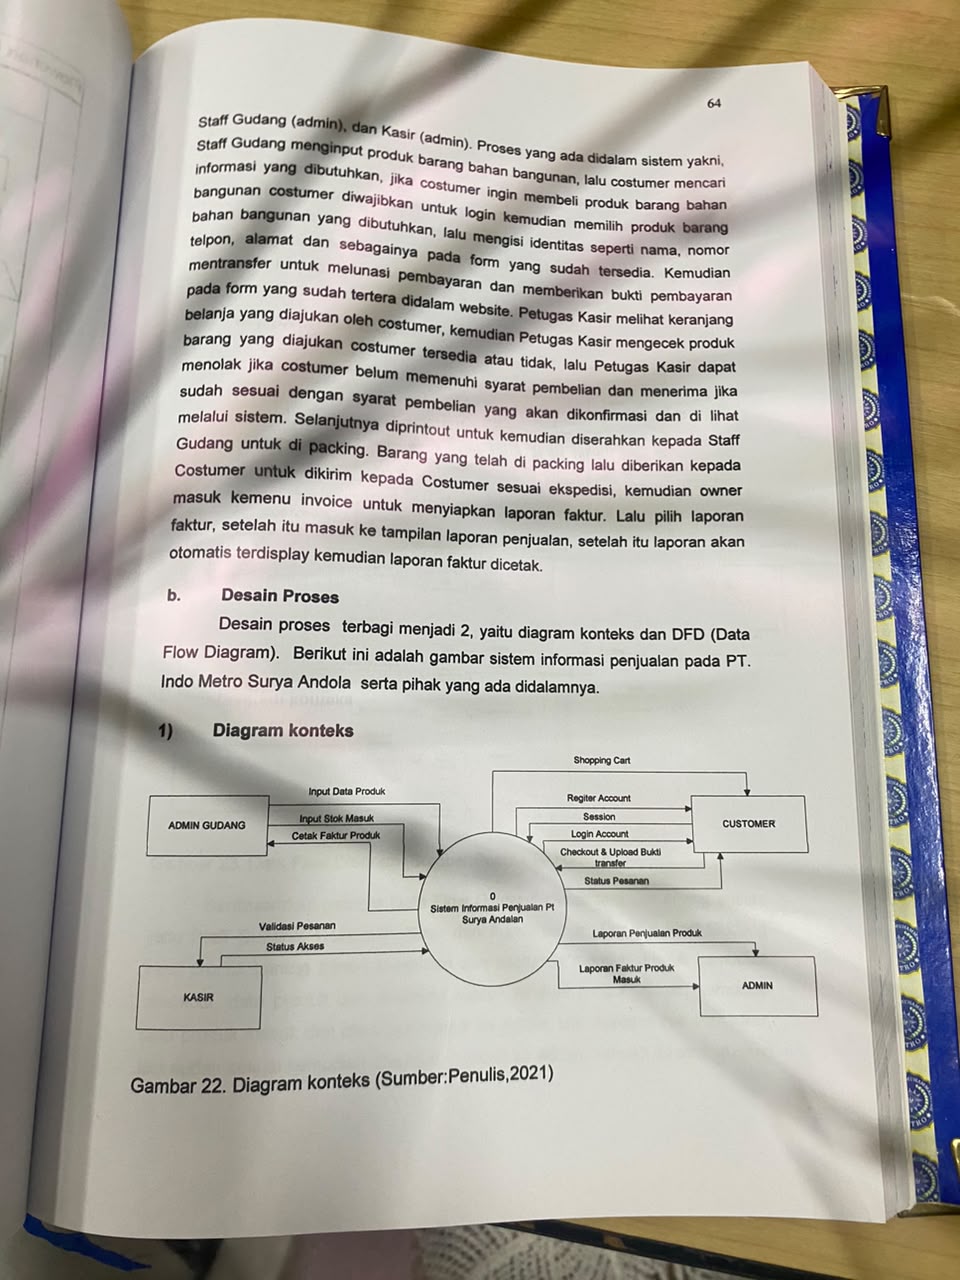 64
Staff Gudang (admin), dan Kasir (admin). Proses yang ada didalam sistem yakni,
Staff Gudang menginput produk barang bahan bangunan, lalu costumer mencari
informasi yang dibutuhkan, jika costumer ingin membeli produk barang bahan
bangunan costumer diwajibkan untuk login kemudian memilih produk barang
bahan bangunan yang dibutuhkan, lalu mengisi identitas seperti nama, nomor
telpon, alamat dan sebagainya pada form yang sudah tersedia. Kemudian
mentransfer untuk melunasi pembayaran dan memberikan bukti pembayaran
pada form yang sudah tertera didalam website. Petugas Kasir melihat keranjang
belanja yang diajukan oleh costumer, kemudian Petugas Kasir mengecek produk
barang yang diajukan costumer tersedia atau tidak, lalu Petugas Kasir dapat
menolak jika costumer belum memenuhi syarat pembelian dan menerima jika
sudah sesuai dengan syarat pembelian yang akan dikonfirmasi dan di lihat
melalui sistem. Selanjutnya diprintout untuk kemudian diserahkan kepada Staff
Gudang untuk di packing. Barang yang telah di packing lalu diberikan kepada
Costumer untuk dikirim kepada Costumer sesuai ekspedisi, kemudian owner
masuk kemenu invoice untuk menyiapkan laporan faktur. Lalu pilih laporan
faktur, setelah itu masuk ke tampilan laporan penjualan, setelah itu laporan akan
otomatis terdisplay kemudian laporan faktur dicetak.
b. Desain Proses
Desain proses terbagi menjadi 2, yaitu diagram konteks dan DFD (Data
Flow Diagram). Berikut ini adalah gambar sistem informasi penjualan pada PT.
Indo Metro Surya Andola serta pihak yang ada didalamnya.
1) Diagram konteks
Shopping Cart
Input Data Produk
Regiter Account
ADMIN GUDANG
Input Stok Masuk
Session
CUSTOMER
Cetak Faktur Produk
Login Account
Checkout & Upload Bukti
transfer
Status Pesanan
0
Sistem Informasi Penjualan Pt
Surya Andalan
Validasi Pesanan
Laporan Penjualan Produk
Status Akses
Laporan Faktur Produk
Masuk
KASIR
ADMIN
Gambar 22. Diagram konteks (Sumber:Penulis,2021)